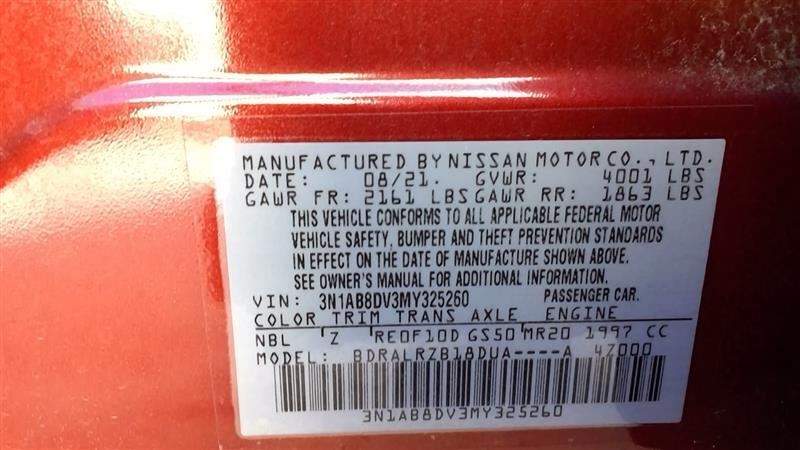 MANUFACTURED BY NISSAN MOTOR CO., LTD.
DATE: 08/21. GVWR: 4001 LBS
GAWR FR: 2161 LBS GAWR RR: 1863 LBS
THIS VEHICLE CONFORMS TO ALL APPLICABLE FEDERAL MOTOR
VEHICLE SAFETY, BUMPER AND THEFT PREVENTION STANDARDS
IN EFFECT ON THE DATE OF MANUFACTURE SHOWN ABOVE.
SEE OWNER'S MANUAL FOR ADDITIONAL INFORMATION.
VIN: 3N1AB8DV3MY325260 PASSENGER CAR.
COLOR TRIM TRANS AXLE ENGINE
NBL Z RE0F10D GS50 MR20 1997 CC
MODEL: BDRALRZB18DUA----A 4Z000
3N1AB8DV3MY325260